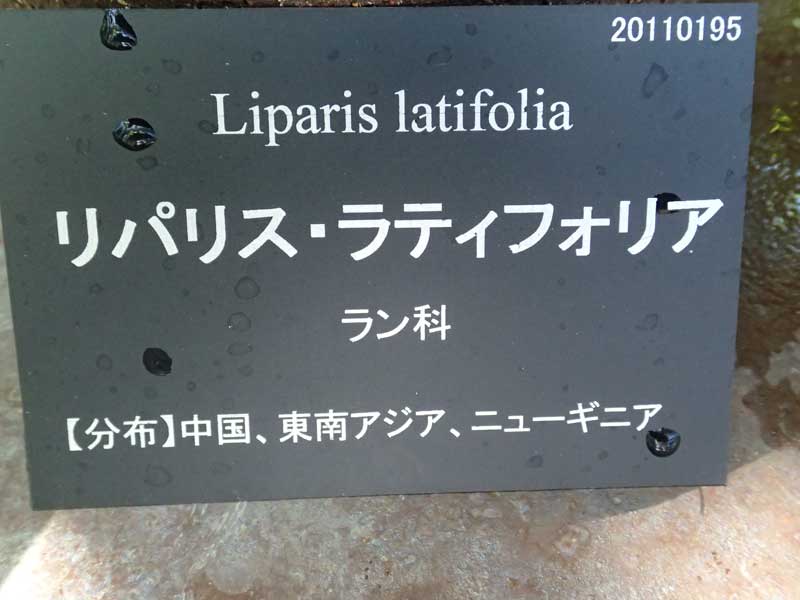 20110195
Liparis latifolia
リパリス・ラティフォリア
ラン科
【分布】中国、東南アジア、ニューギニア